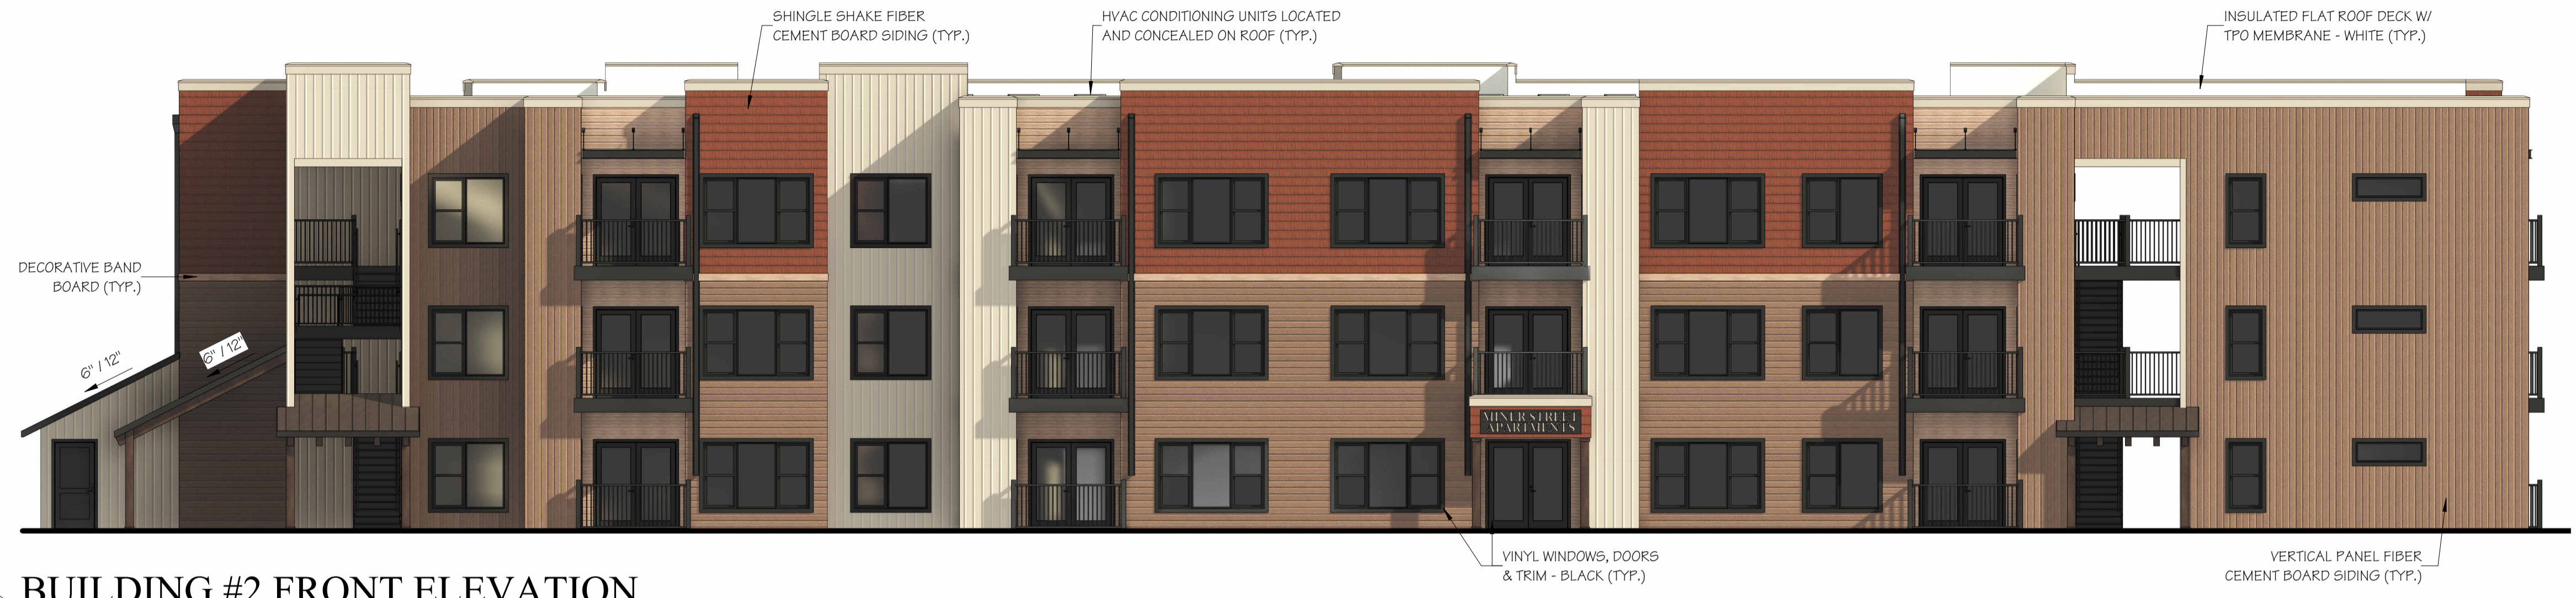 SHINGLE SHAKE FIBER
CEMENT BOARD SIDING (TYP.)
HVAC CONDITIONING UNITS LOCATED
AND CONCEALED ON ROOF (TYP.)
INSULATED FLAT ROOF DECK W/
TPO MEMBRANE - WHITE (TYP.)
DECORATIVE BAND
BOARD (TYP.)
6" / 12"
6" / 12"
MINER STREET
APARTMENTS
VINYL WINDOWS, DOORS
& TRIM - BLACK (TYP.)
VERTICAL PANEL FIBER
CEMENT BOARD SIDING (TYP.)
BUILDING #2 FRONT ELEVATION